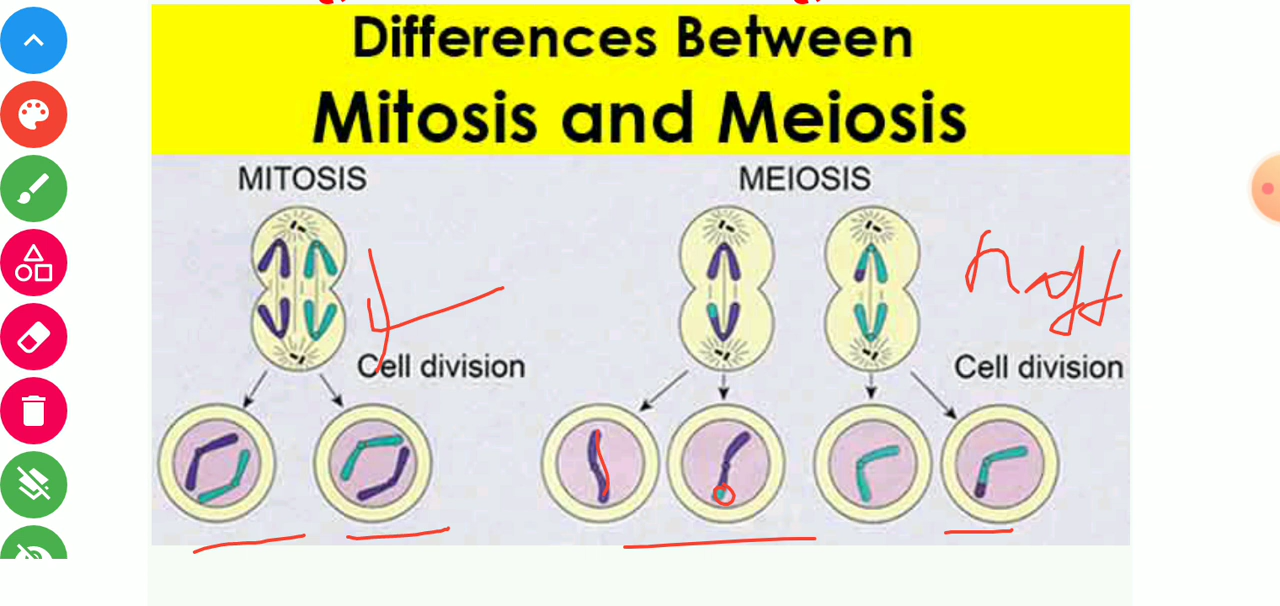 Differences Between
Mitosis and Meiosis
MITOSIS
MEIOSIS
Cell division
Cell division